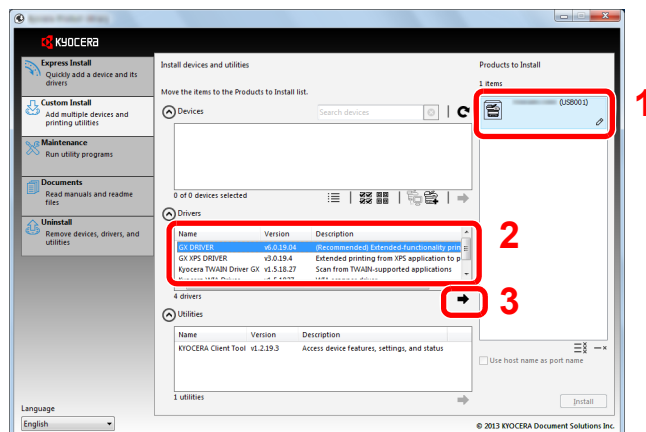 KYOCERA
Express Install
Quickly add a device and its
drivers
Custom Install
Add multiple devices and
printing utilities
Maintenance
Run utility programs
Documents
Read manuals and readme
files
Uninstall
Remove devices, drivers, and
utilities
Language
English
Install devices and utilities
Move the items to the Products to Install list.
Devices
Search devices
0 of 0 devices selected
Drivers
Name Version Description
GX DRIVER v6.0.19.04 (Recommended) Extended-functionality prin
GX XPS DRIVER v3.0.19.4 Extended printing from XPS application to p
Kyocera TWAIN Driver GX v1.5.18.27 Scan from TWAIN-supported applications
2
4 drivers
3
Utilities
Name Version Description
KYOCERA Client Tool v1.2.19.3 Access device features, settings, and status
1 utilities
Products to Install
1 items
(USB001)
1
Use host name as port name
Install
© 2013 KYOCERA Document Solutions Inc.